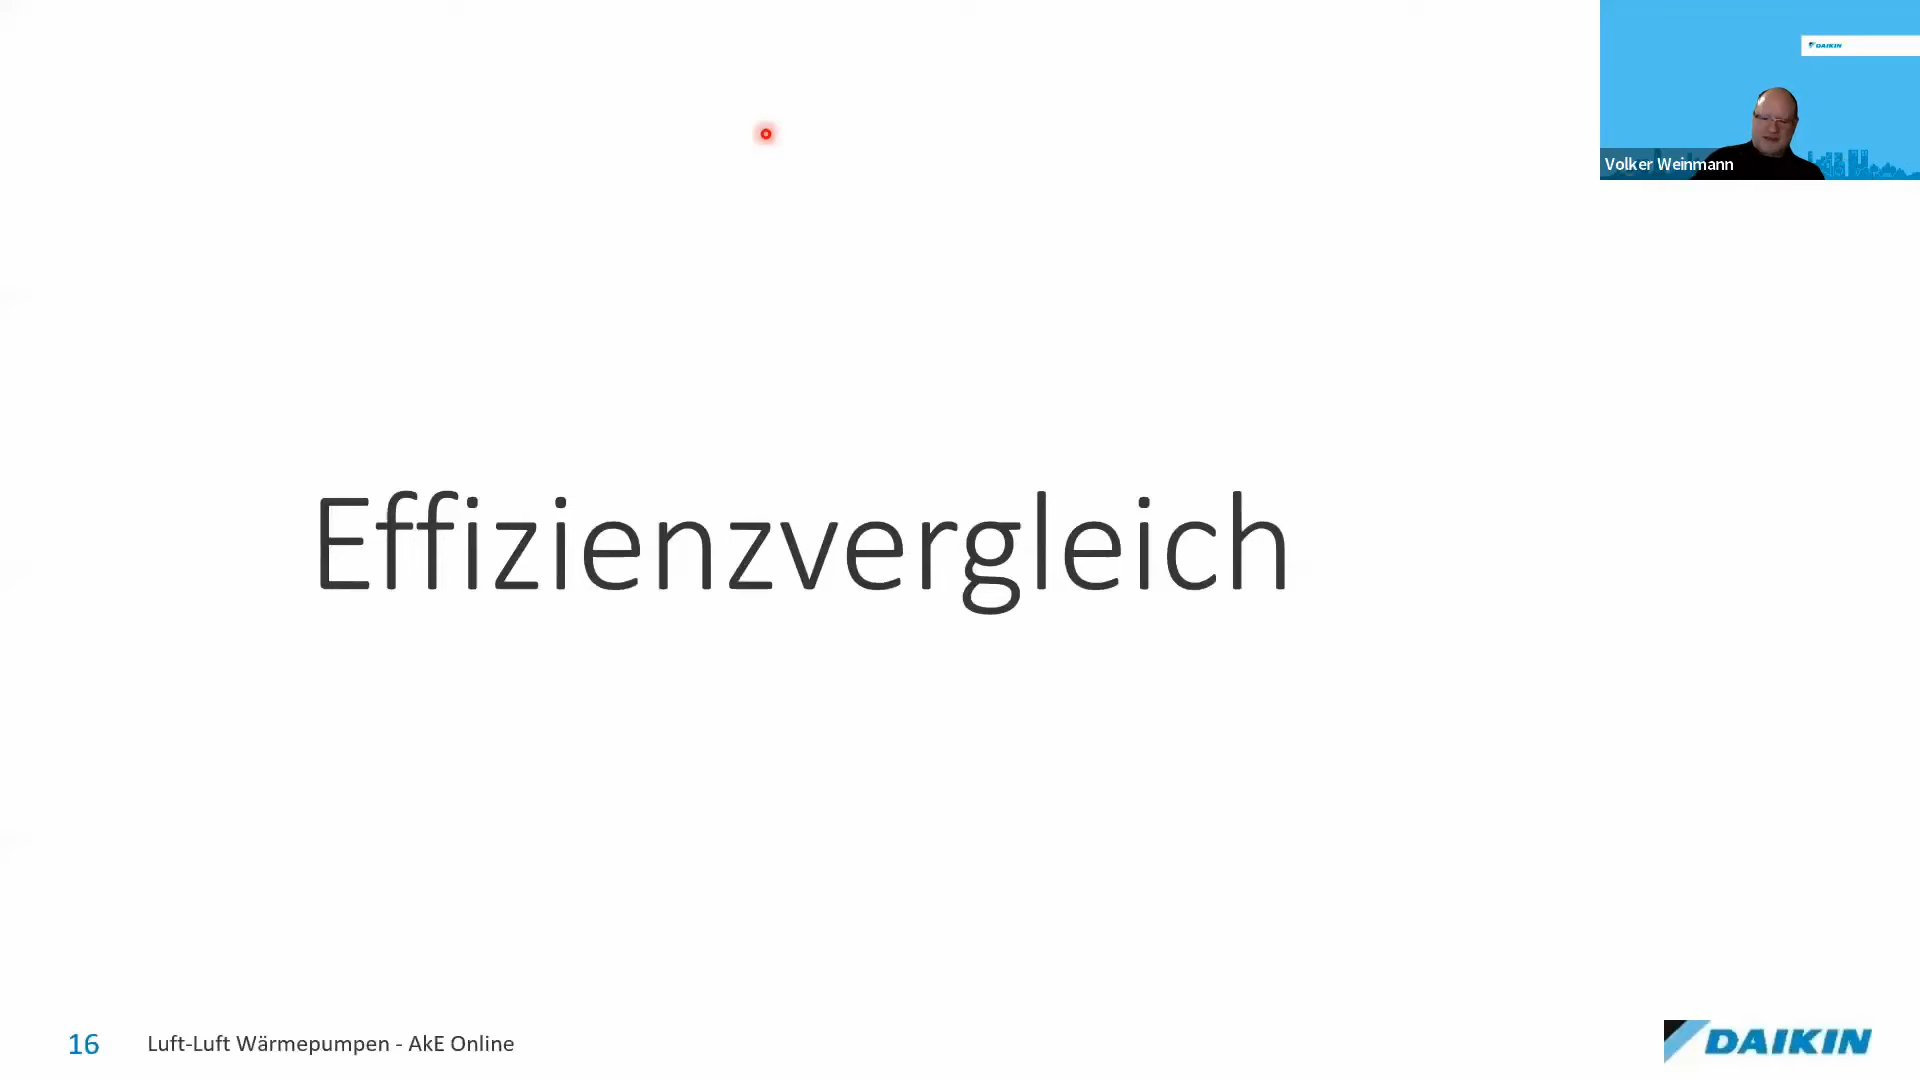 DAIKIN
Volker Weinmann
Effizienzvergleich
16 Luft-Luft Wärmepumpen - AkE Online
DAIKIN